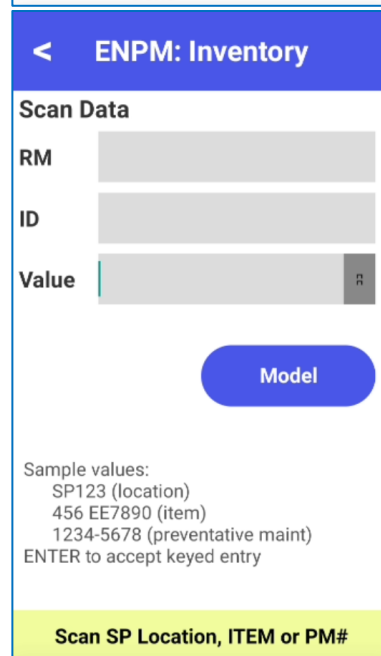 < ENPM: Inventory
Scan Data
RM
ID
Value
Model
Sample values:
SP123 (location)
456 EE7890 (item)
1234-5678 (preventative maint)
ENTER to accept keyed entry
Scan SP Location, ITEM or PM#